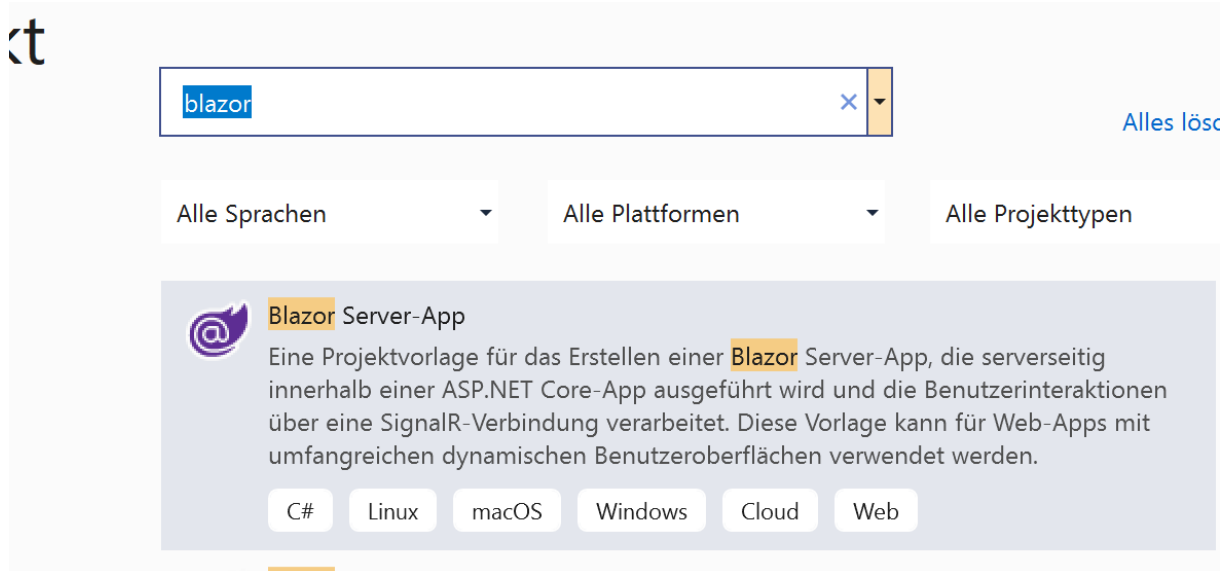 kt
blazor
Alles lösc
Alle Sprachen
Alle Plattformen
Alle Projekttypen
Blazor Server-App
Eine Projektvorlage für das Erstellen einer Blazor Server-App, die serverseitig
innerhalb einer ASP.NET Core-App ausgeführt wird und die Benutzerinteraktionen
über eine SignalR-Verbindung verarbeitet. Diese Vorlage kann für Web-Apps mit
umfangreichen dynamischen Benutzeroberflächen verwendet werden.
C# Linux macOS Windows Cloud Web